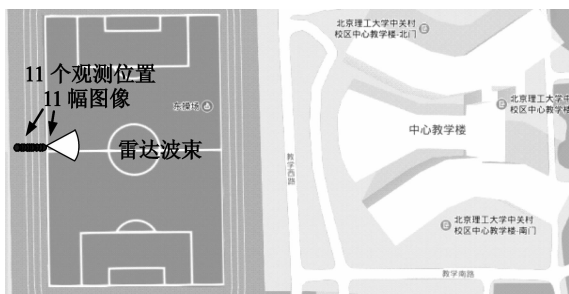 11 个观测位置
11 幅图像
雷达波束
东操场
教学西路
北京理工大学中关村
校区中心教学楼-北门
北京理工大学中关村
校区中心教学楼-中
中心教学楼
北京理工大学中关村
校区中心教学楼-南门
教学南路